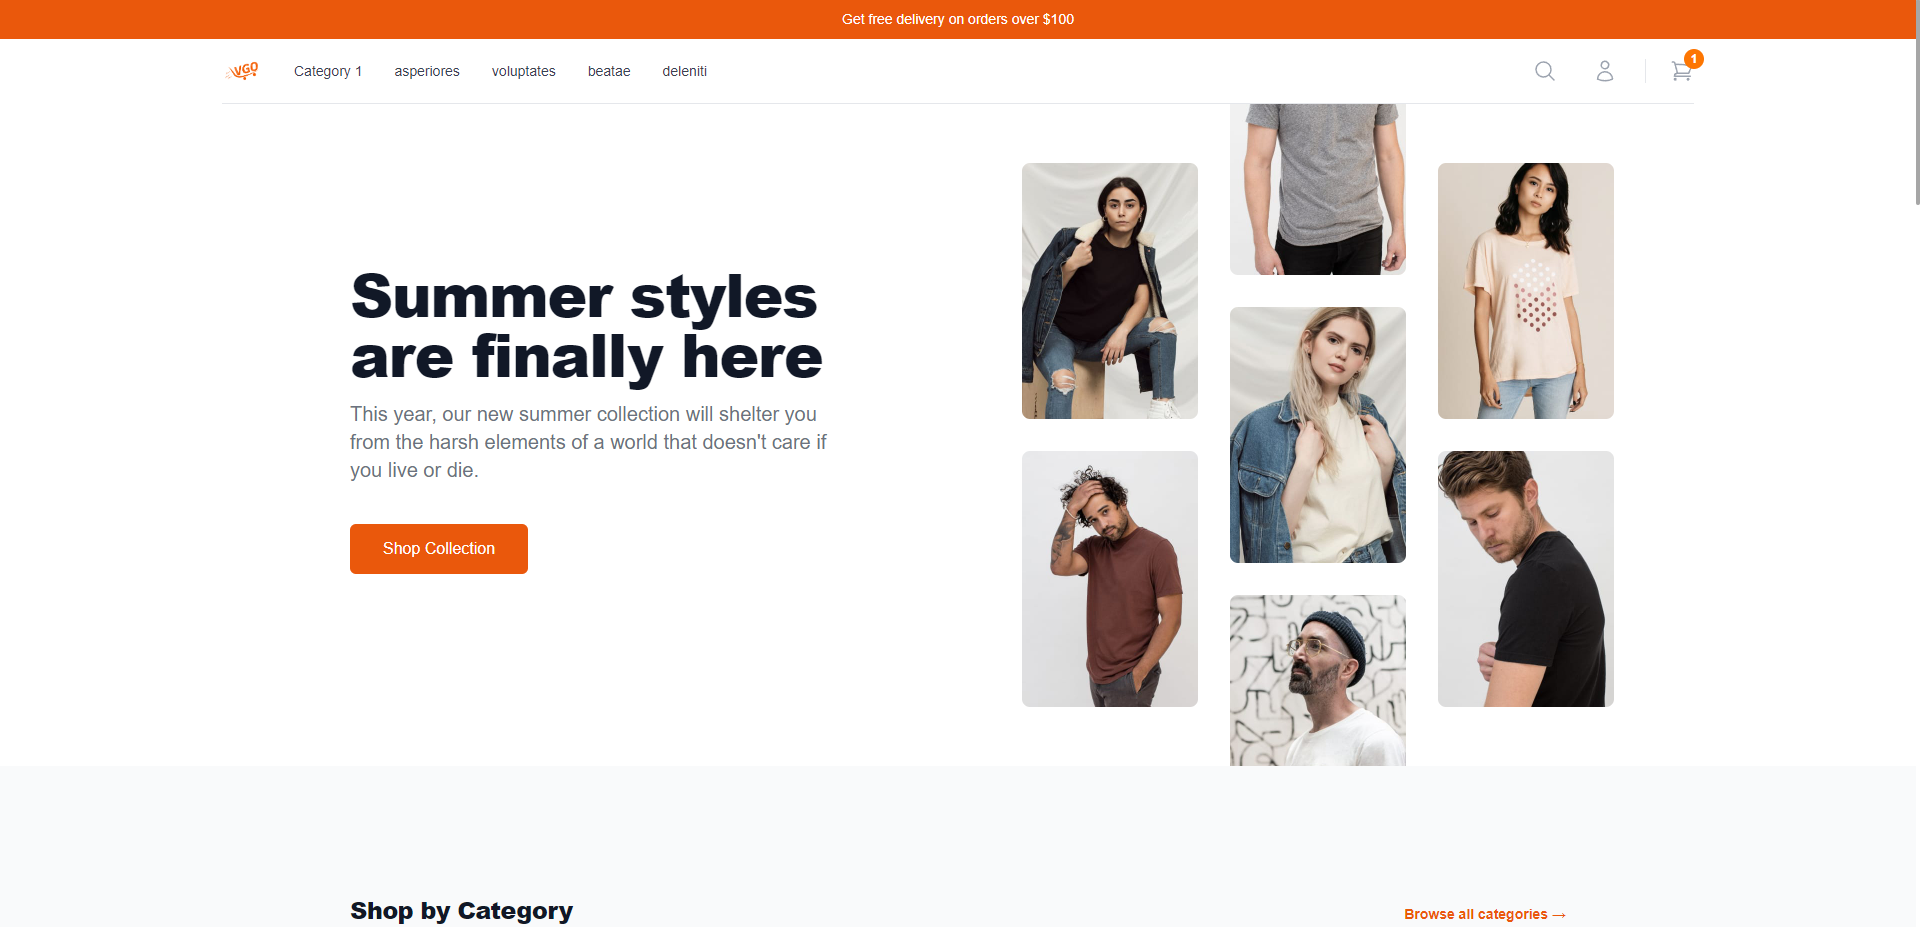 Get free delivery on orders over $100
VGO
Category 1
asperiores
voluptates
beatae
deleniti
1
Summer styles
are finally here
This year, our new summer collection will shelter you
from the harsh elements of a world that doesn't care if
you live or die.
Shop Collection
Shop by Category
Browse all categories →